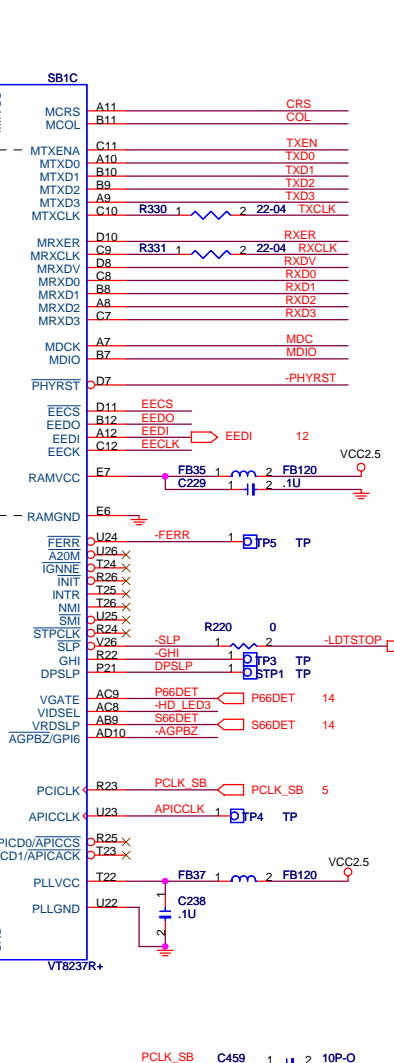 SB1C
MCRS A11 CRS
MCOL B11 COL
MTXENA C11 TXEN
MTXD0 A10 TXD0
MTXD1 B10 TXD1
MTXD2 B9 TXD2
MTXD3 A9 TXD3
MTXCLK C10 R330 1 2 22-04 TXCLK
MRXER D10 RXER
MRXCLK C9 R331 1 2 22-04 RXCLK
MRXDV D8 RXDV
MRXD0 C8 RXD0
MRXD1 B8 RXD1
MRXD2 A8 RXD2
MRXD3 C7 RXD3
MDCK A7 MDC
MDIO B7 MDIO
PHYRST D7 -PHYRST
EECS D11 EECS
EEDO B12 EEDO
EEDI A12 EEDI EEDI 12
EECK C12 EECLK
VCC2.5
RAMVCC E7 FB35 1 2 FB120
C229 1 2 .1U
RAMGND E6
FERR U24 -FERR 1 TP5 TP
A20M U26
IGNNE T24
INIT R26
INTR T25
NMI T26
SMI U25
STPCLK R24 R220 0
SLP V26 -SLP 1 2 -LDTSTOP
GHI R22 -GHI 1 TP3 TP
DPSLP P21 DPSLP 1 STP1 TP
VGATE AC9 P66DET P66DET 14
VIDSEL AC8 -HD_LED3
VRDSLP AB9 S66DET S66DET 14
AGPBZ/GPI6 AD10 -AGPBZ
PCICLK R23 PCLK_SB PCLK_SB 5
APICCLK U23 APICCLK 1 TP4 TP
PICD0/APICCS R25
CD1/APICACK T23
VCC2.5
PLLVCC T22 FB37 1 2 FB120
1 C238
.1U
PLLGND U22
2
VT8237R+
PCLK_SB C459 1 2 10P-O